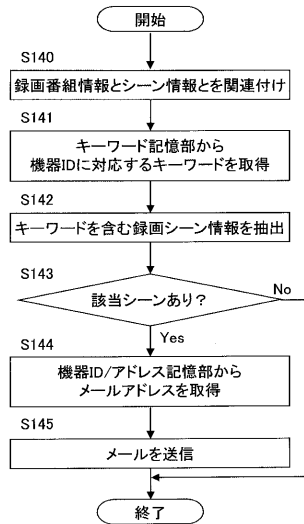 開始
S140
録画番組情報とシーン情報とを関連付け
S141
キーワード記憶部から
機器IDに対応するキーワードを取得
S142
キーワードを含む録画シーン情報を抽出
S143
該当シーンあり？
No
Yes
S144
機器ID/アドレス記憶部から
メールアドレスを取得
S145
メールを送信
終了